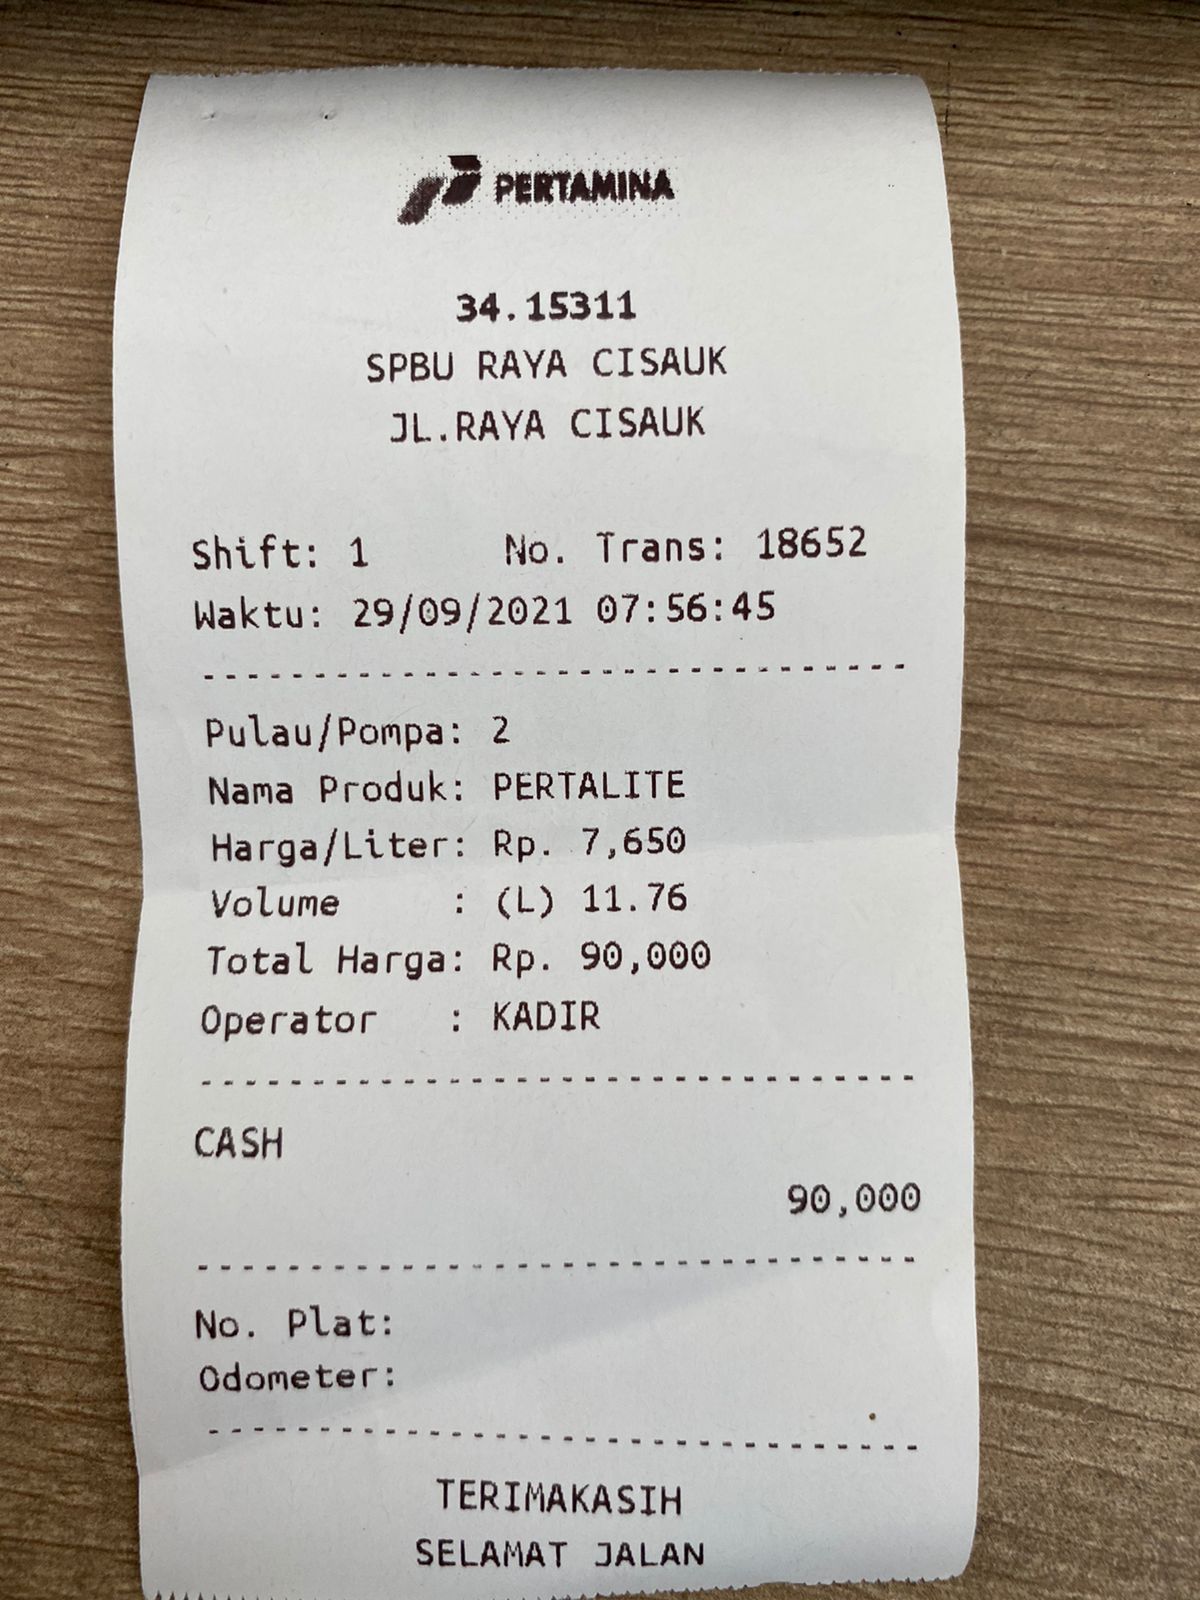 PERTAMINA
34.15311
SPBU RAYA CISAUK
JL.RAYA CISAUK
Shift: 1 No. Trans: 18652
Waktu: 29/09/2021 07:56:45
Pulau/Pompa: 2
Nama Produk: PERTALITE
Harga/Liter: Rp. 7,650
Volume : (L) 11.76
Total Harga: Rp. 90,000
Operator : KADIR
CASH
90,000
No. Plat:
Odometer:
TERIMAKASIH
SELAMAT JALAN